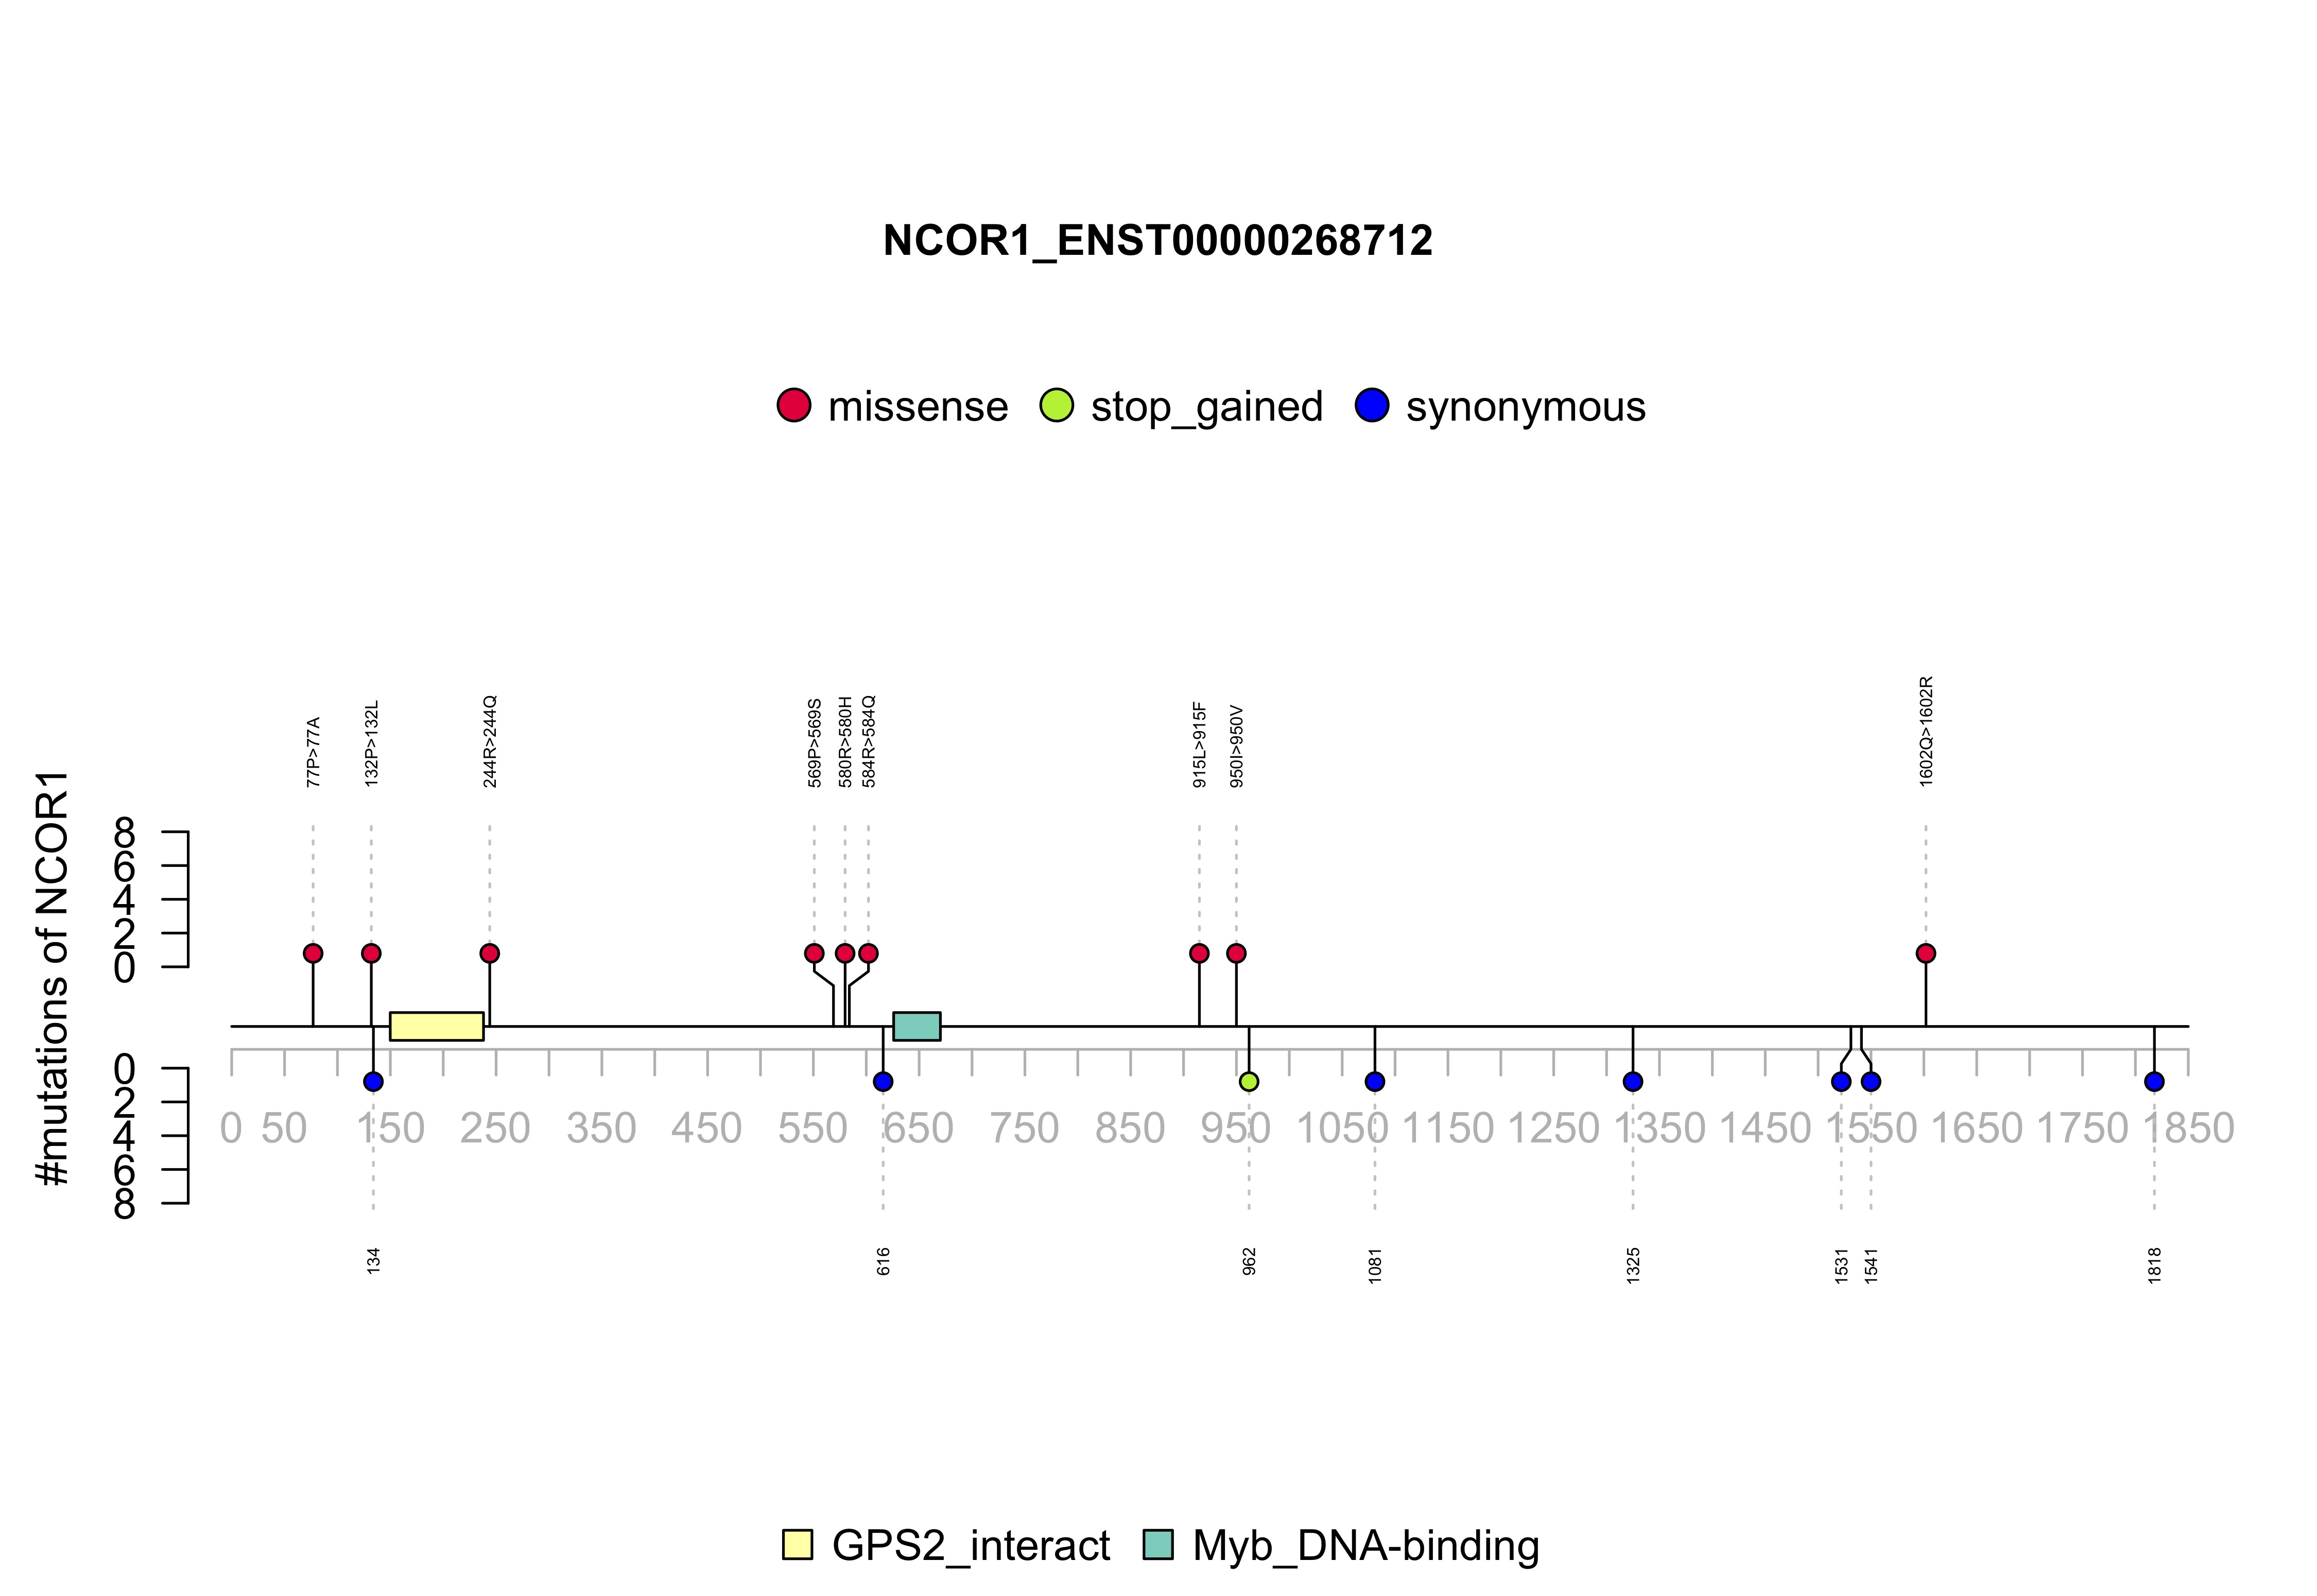 NCOR1_ENST00000268712
missense stop_gained synonymous
77P>77A
132P>132L
244R>244Q
569P>569S
580R>580H
584R>584Q
915L>915F
950I>950V
1602Q>1602R
#mutations of NCOR1
8
6
4
2
0
0
2
4
6
8
0 50 150 250 350 450 550 650 750 850 950 1050 1150 1250 1350 1450 1550 1650 1750 1850
134
616
962
1081
1325
1531
1541
1818
GPS2_interact Myb_DNA-binding